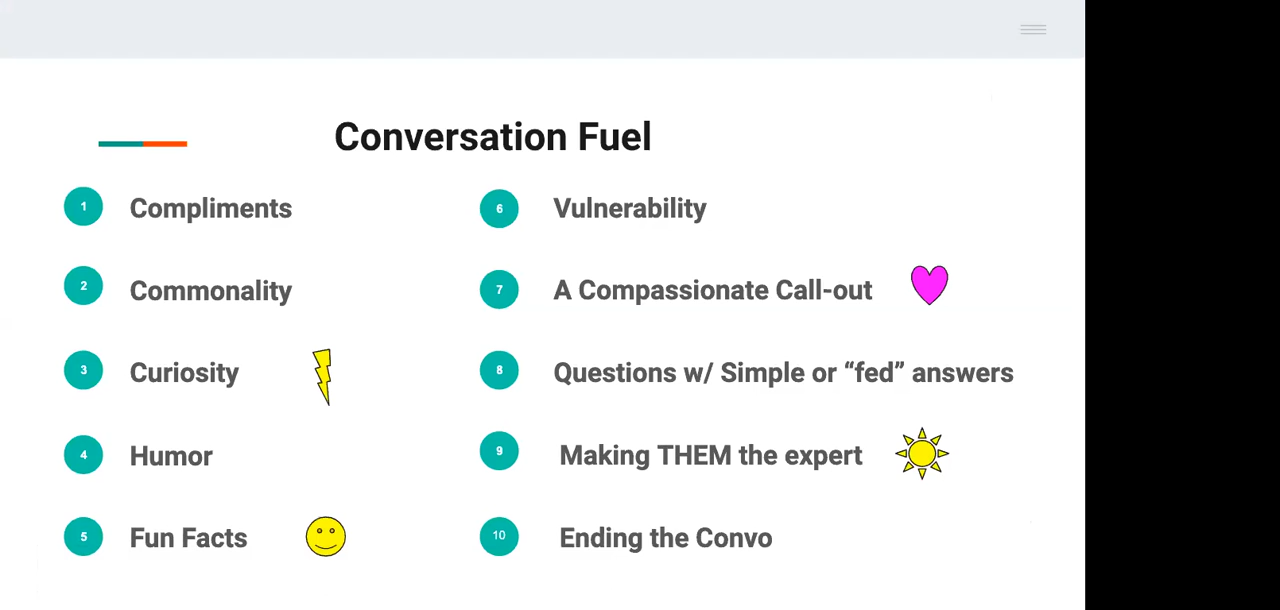 Conversation Fuel
1 Compliments
2 Commonality
3 Curiosity
4 Humor
5 Fun Facts
6 Vulnerability
7 A Compassionate Call-out
8 Questions w/ Simple or “fed” answers
9 Making THEM the expert
10 Ending the Convo